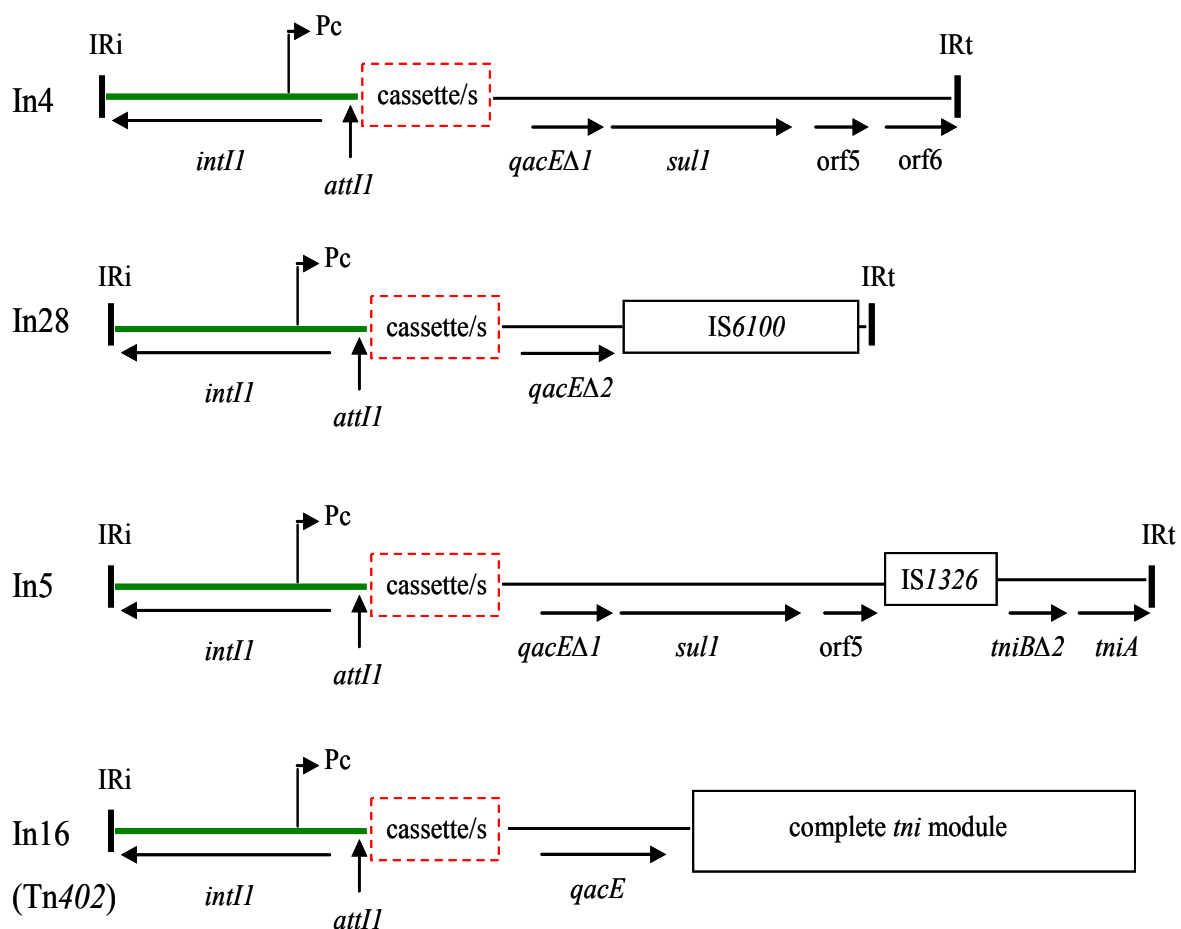 Pc
IRi
IRt
In4
cassette/s
intI1
attI1
qacEΔ1
sul1
orf5
orf6
Pc
IRi
IRt
In28
cassette/s
IS6100
intI1
attI1
qacEΔ2
Pc
IRi
IRt
In5
cassette/s
IS1326
intI1
attI1
qacEΔ1
sul1
orf5
tniBΔ2
tniA
Pc
IRi
In16
(Tn402)
cassette/s
complete tni module
intI1
attI1
qacE